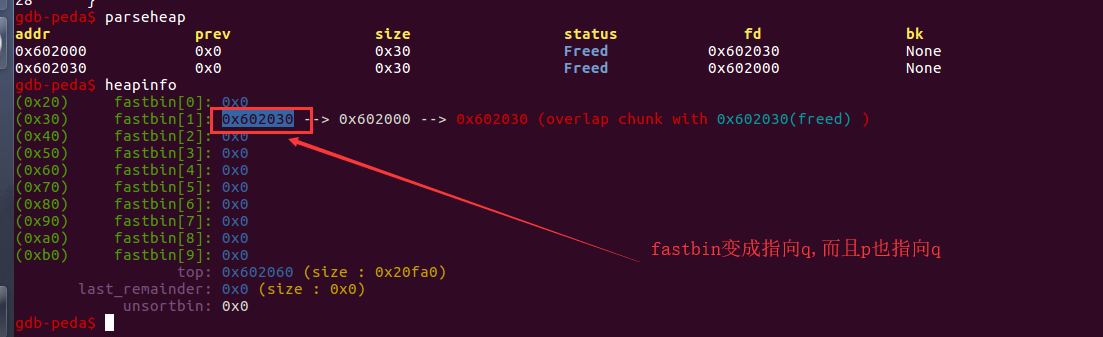 28      }
gdb-peda$ parseheap
addr                prev                size                status              fd                bk
0x602000            0x0                 0x30                Freed               0x602030          None
0x602030            0x0                 0x30                Freed               0x602000          None
gdb-peda$ heapinfo
(0x20)     fastbin[0]: 0x0
(0x30)     fastbin[1]: 0x602030 --> 0x602000 --> 0x602030 (overlap chunk with 0x602030(freed) )
(0x40)     fastbin[2]: 0x0
(0x50)     fastbin[3]: 0x0
(0x60)     fastbin[4]: 0x0
(0x70)     fastbin[5]: 0x0
(0x80)     fastbin[6]: 0x0
(0x90)     fastbin[7]: 0x0
(0xa0)     fastbin[8]: 0x0
(0xb0)     fastbin[9]: 0x0
fastbin变成指向q,而且p也指向q
top: 0x602060 (size : 0x20fa0)
last_remainder: 0x0 (size : 0x0)
unsortbin: 0x0
gdb-peda$